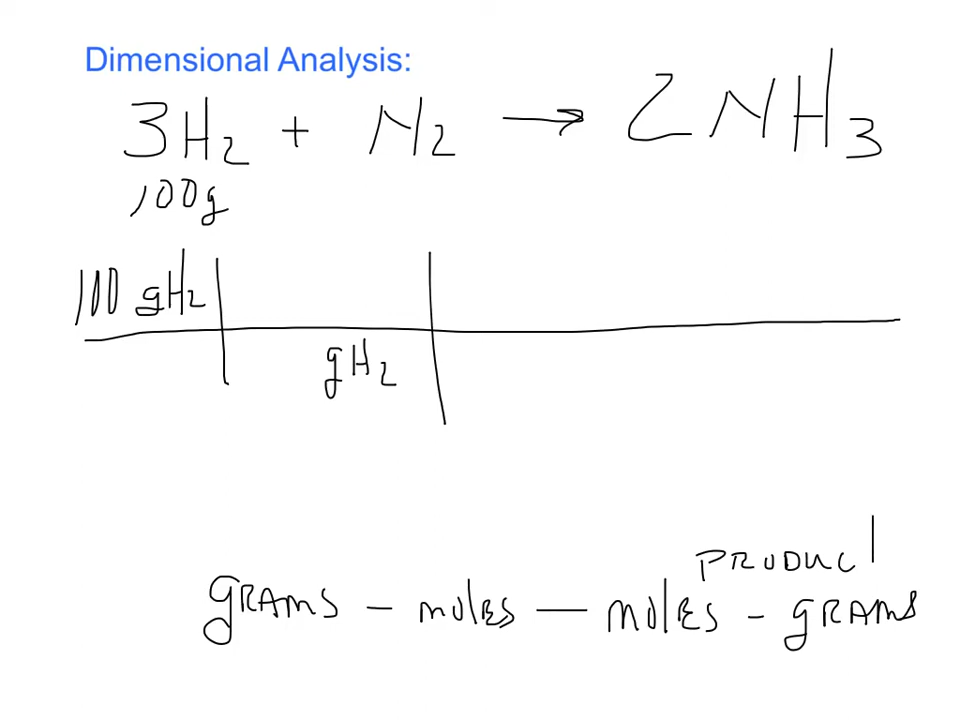 Dimensional Analysis:
3H2 + N2 → 2NH3
100g
100 gH2
gH2
PRODUCT
GRAMS - moles — moles - GRAMS